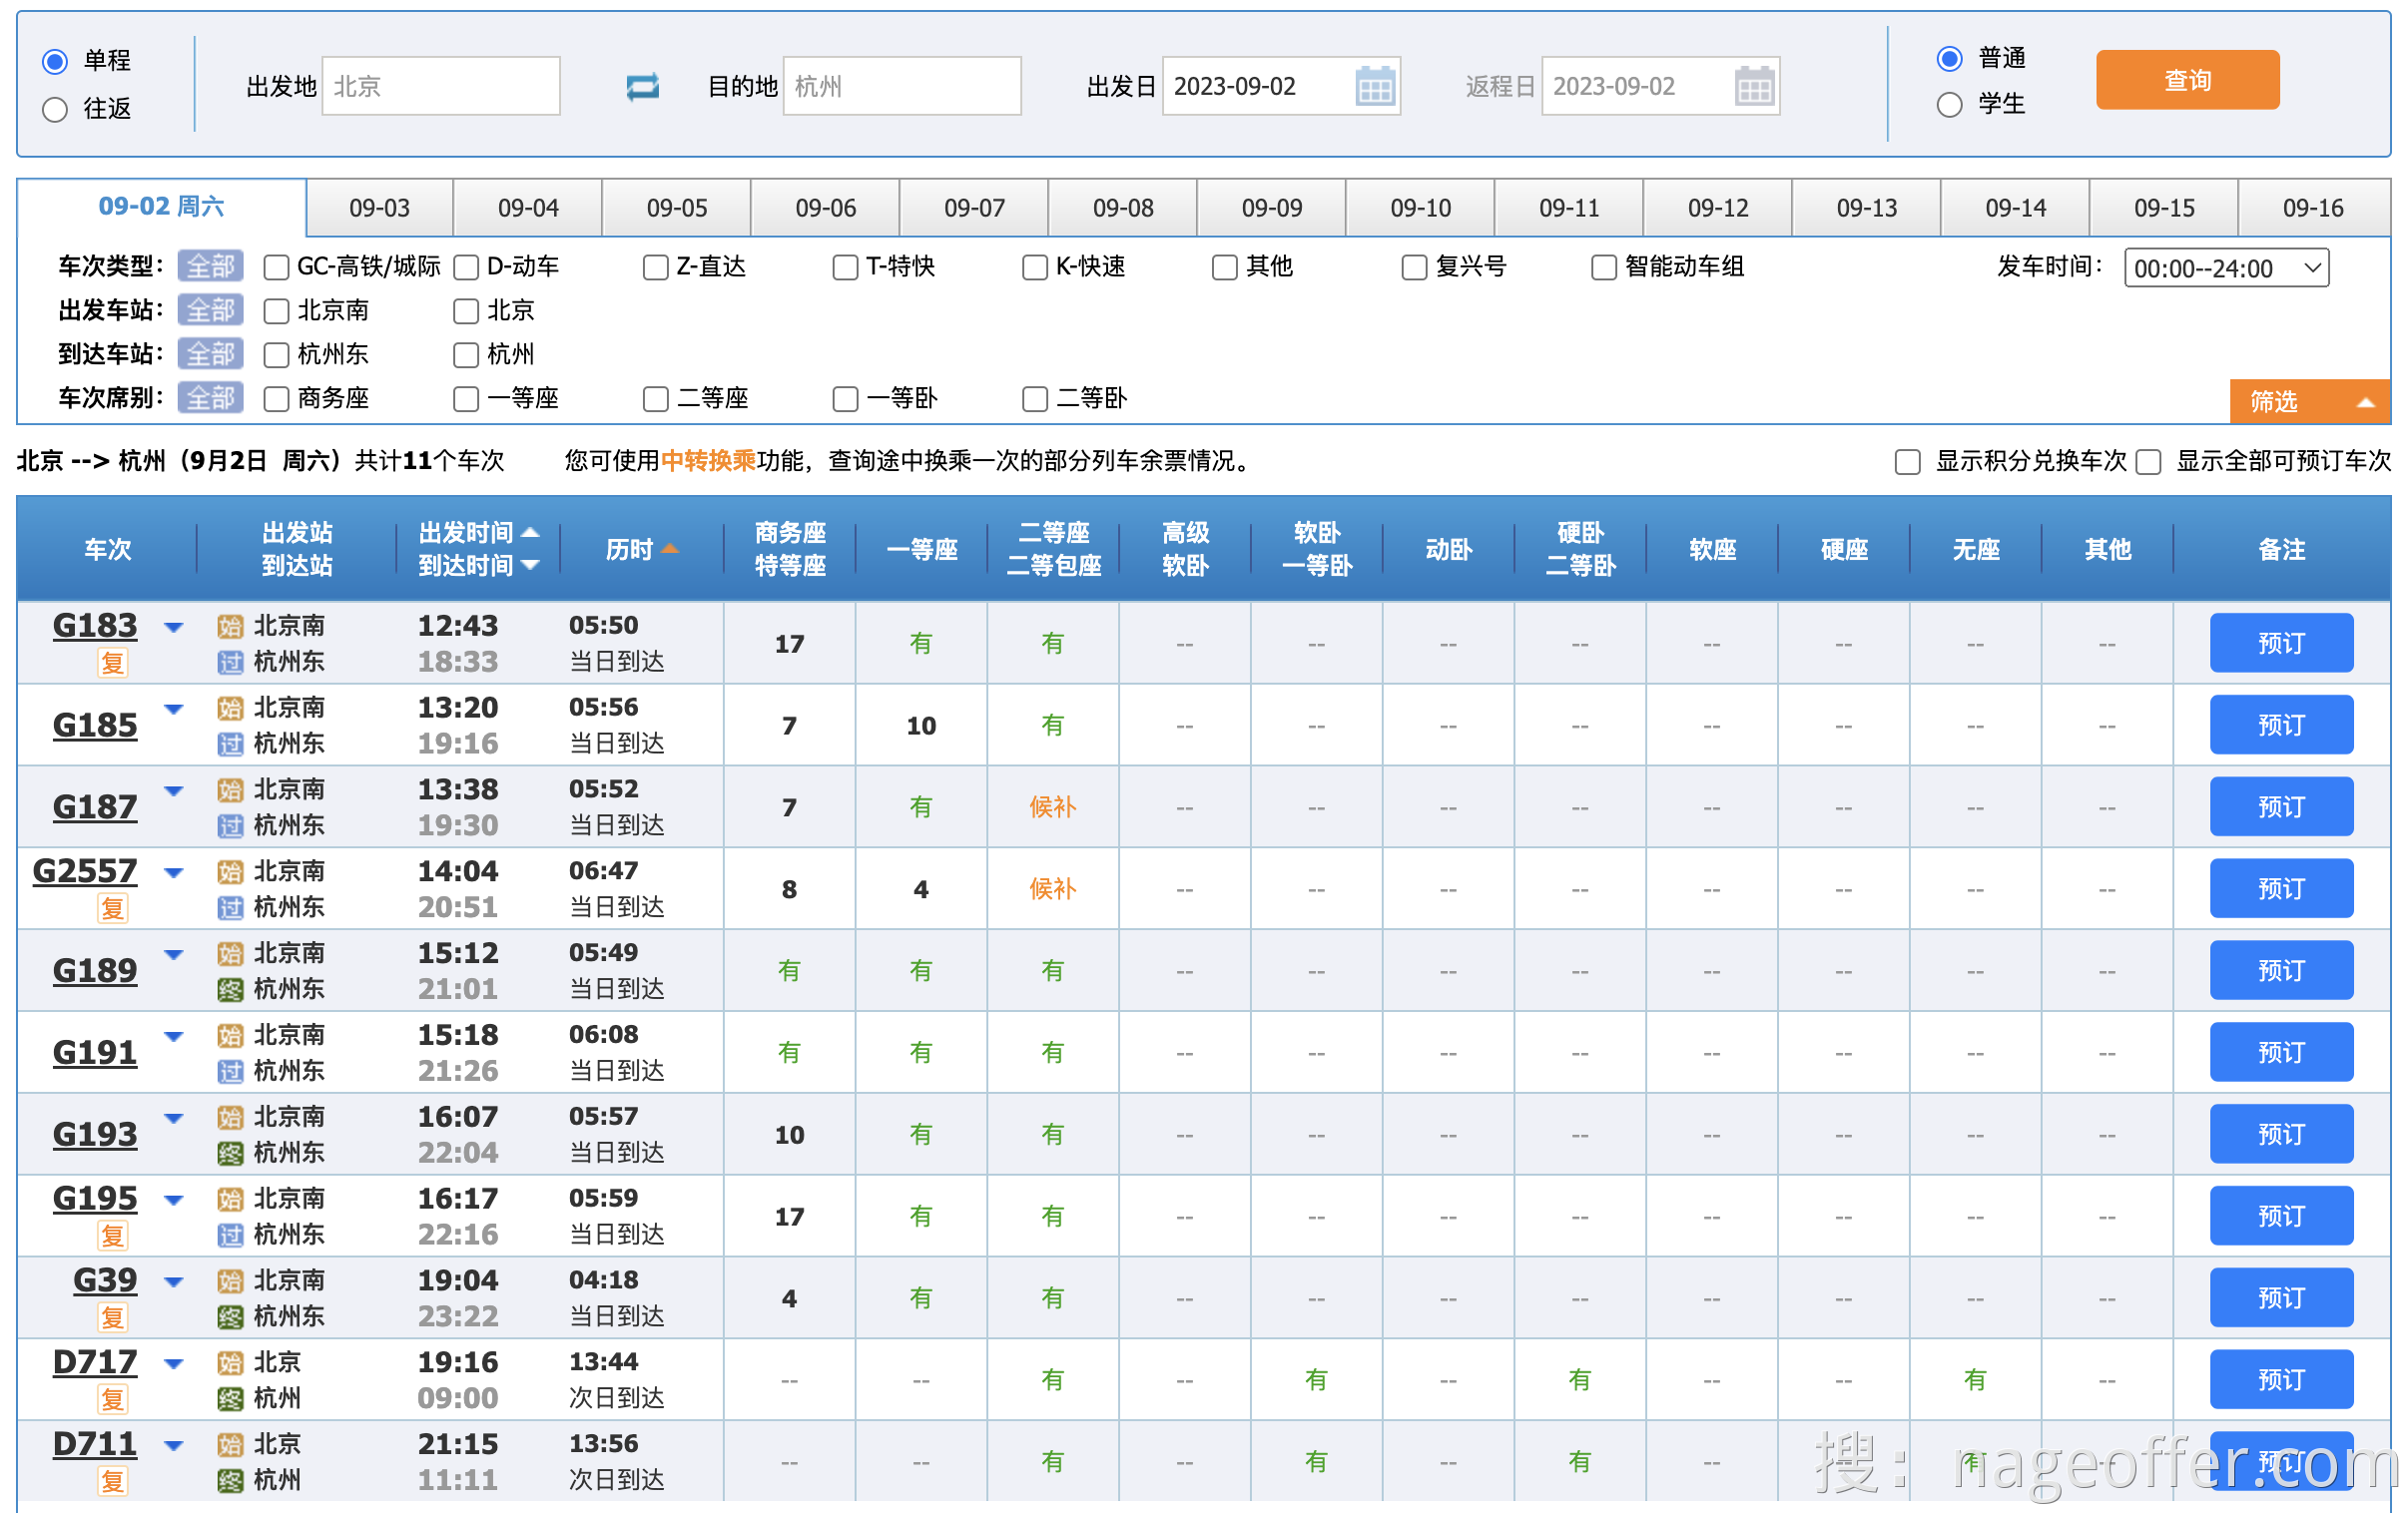 单程
往返
出发地 北京 目的地 杭州 出发日 2023-09-02 返程日 2023-09-02
普通
学生
查询
09-02 周六 09-03 09-04 09-05 09-06 09-07 09-08 09-09 09-10 09-11 09-12 09-13 09-14 09-15 09-16
车次类型： 全部 GC-高铁/城际 D-动车 Z-直达 T-特快 K-快速 其他 复兴号 智能动车组 发车时间： 00:00--24:00
出发车站： 全部 北京南 北京
到达车站： 全部 杭州东 杭州
车次席别： 全部 商务座 一等座 二等座 一等卧 二等卧
筛选
北京 --> 杭州（9月2日 周六）共计11个车次 您可使用中转换乘功能，查询途中换乘一次的部分列车余票情况。 显示积分兑换车次 显示全部可预订车次
车次 出发站 到达站 出发时间 到达时间 历时 商务座 特等座 一等座 二等座 二等包座 高级 软卧 软卧 一等卧 动卧 硬卧 二等卧 软座 硬座 无座 其他 备注
G183 始 北京南 12:43 05:50 17 有 有 -- -- -- -- -- -- -- -- 预订
复 过 杭州东 18:33 当日到达
G185 始 北京南 13:20 05:56 7 10 有 -- -- -- -- -- -- -- -- 预订
过 杭州东 19:16 当日到达
G187 始 北京南 13:38 05:52 7 有 候补 -- -- -- -- -- -- -- -- 预订
过 杭州东 19:30 当日到达
G2557 始 北京南 14:04 06:47 8 4 候补 -- -- -- -- -- -- -- -- 预订
复 过 杭州东 20:51 当日到达
G189 始 北京南 15:12 05:49 有 有 有 -- -- -- -- -- -- -- -- 预订
终 杭州东 21:01 当日到达
G191 始 北京南 15:18 06:08 有 有 有 -- -- -- -- -- -- -- -- 预订
过 杭州东 21:26 当日到达
G193 始 北京南 16:07 05:57 10 有 有 -- -- -- -- -- -- -- -- 预订
终 杭州东 22:04 当日到达
G195 始 北京南 16:17 05:59 17 有 有 -- -- -- -- -- -- -- -- 预订
复 过 杭州东 22:16 当日到达
G39 始 北京南 19:04 04:18 4 有 有 -- -- -- -- -- -- -- -- 预订
复 终 杭州东 23:22 当日到达
D717 始 北京 19:16 13:44 -- -- 有 -- 有 -- 有 -- -- 有 -- 预订
复 终 杭州 09:00 次日到达
D711 始 北京 21:15 13:56 -- -- 有 -- 有 -- 有 -- -- 有 -- 预订
复 终 杭州 11:11 次日到达
搜：nageoffer.com